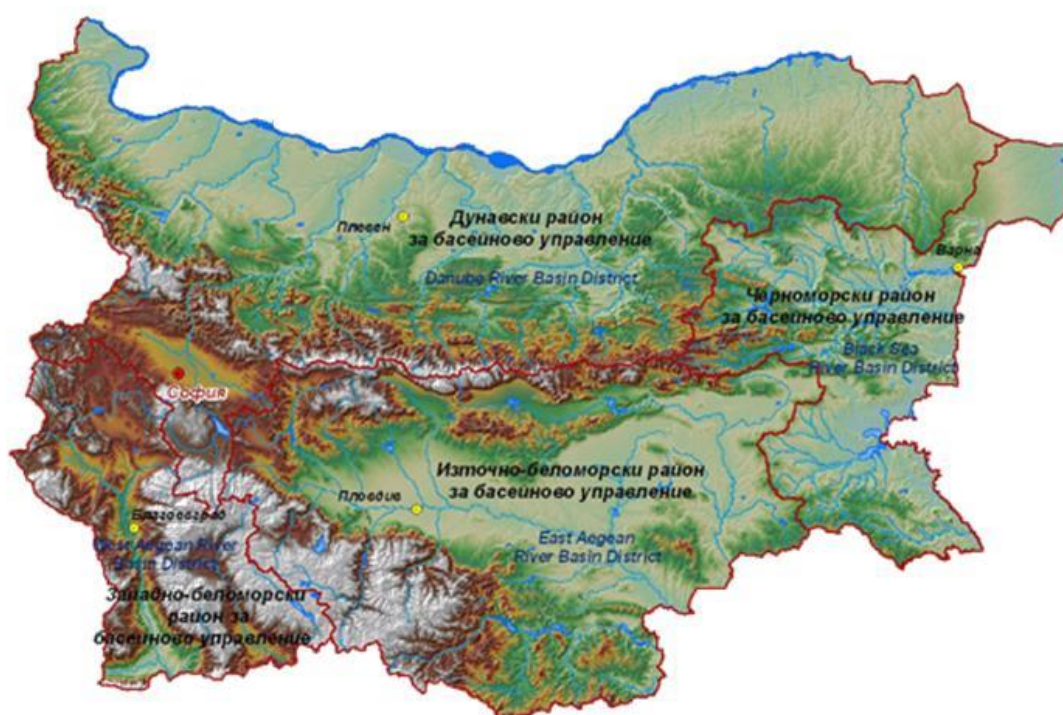 Плевен
Дунавски район
за басейново управление
Danube River Basin District
Варна
Черноморски район
за басейново управление
Black Sea
River Basin District
София
Източно-беломорски район
за басейново управление
Пловдив
East Aegean
River Basin District
Благоевград
West Aegean River
Basin District
Западно-беломорски
район за
басейново управление